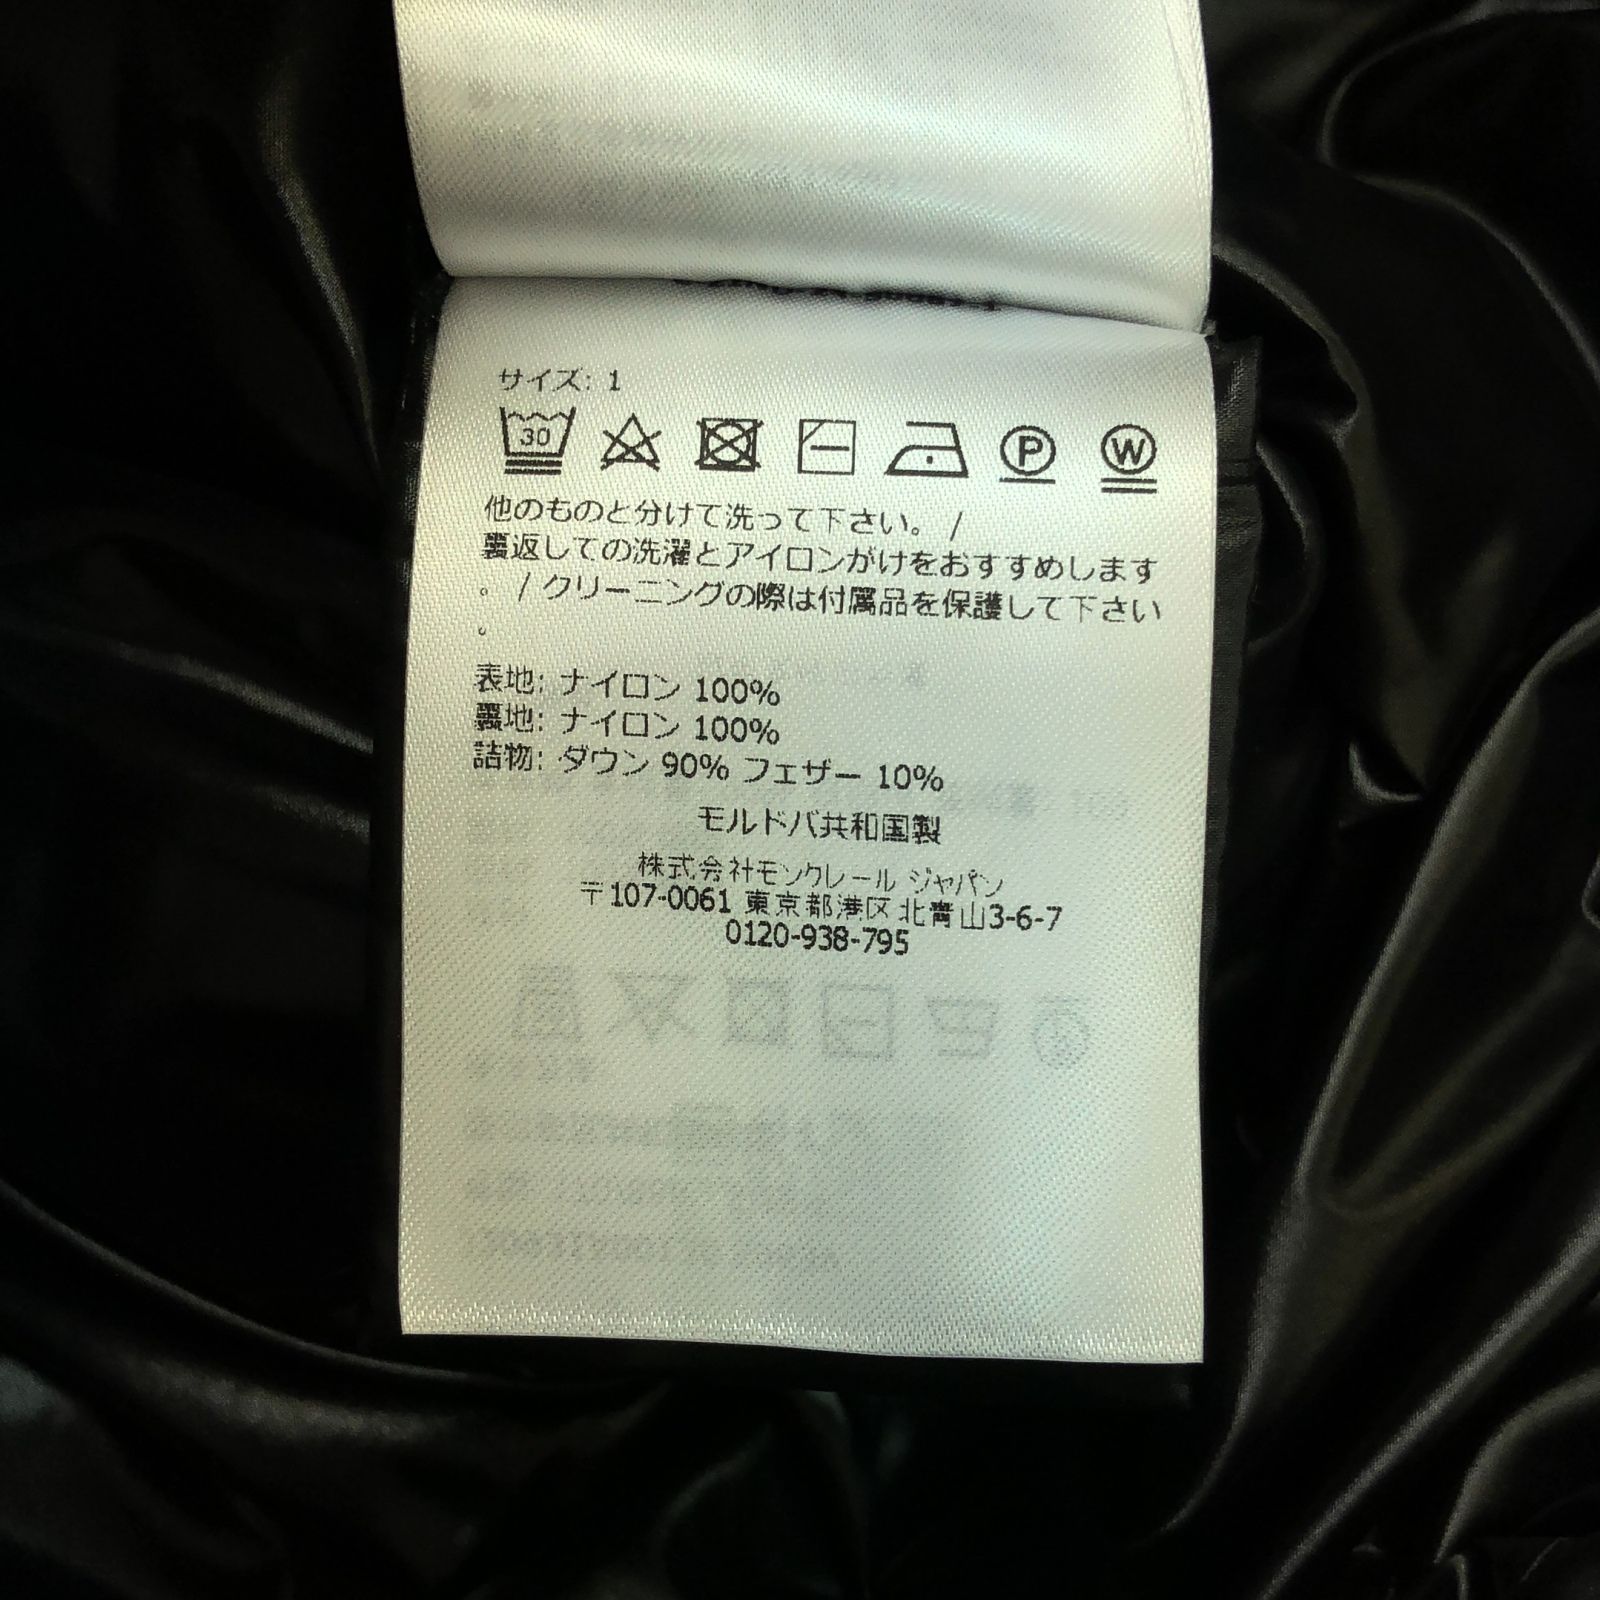 サイズ: 1
30 P W
他のものと分けて洗って下さい。 /
裏返しての洗濯とアイロンがけをおすすめします
。 / クリーニングの際は付属品を保護して下さい
。
表地: ナイロン 100%
裏地: ナイロン 100%
詰物: ダウン 90% フェザー 10%
モルドバ共和国製
株式会社モンクレール ジャパン
〒107-0061 東京都港区北青山3-6-7
0120-938-795